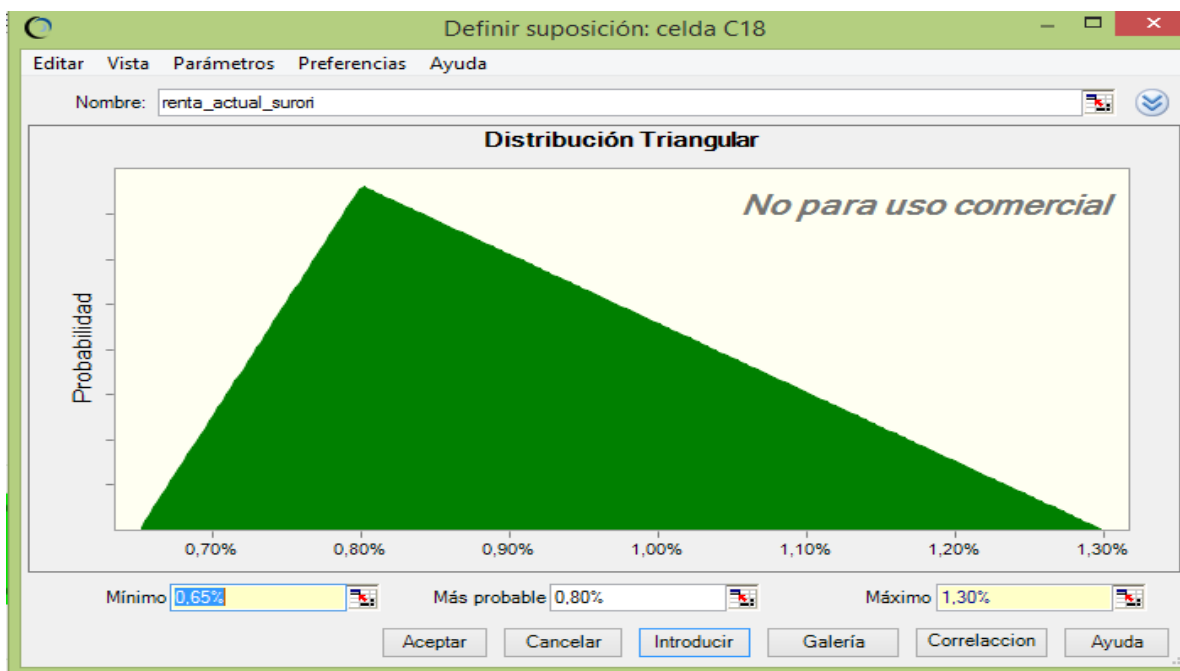 Definir suposición: celda C18
Editar Vista Parámetros Preferencias Ayuda
Nombre: renta_actual_surori
Distribución Triangular
No para uso comercial
Probabilidad
0,70% 0,80% 0,90% 1,00% 1,10% 1,20% 1,30%
Mínimo 0,65% Más probable 0,80% Máximo 1,30%
Aceptar Cancelar Introducir Galería Correlaccion Ayuda